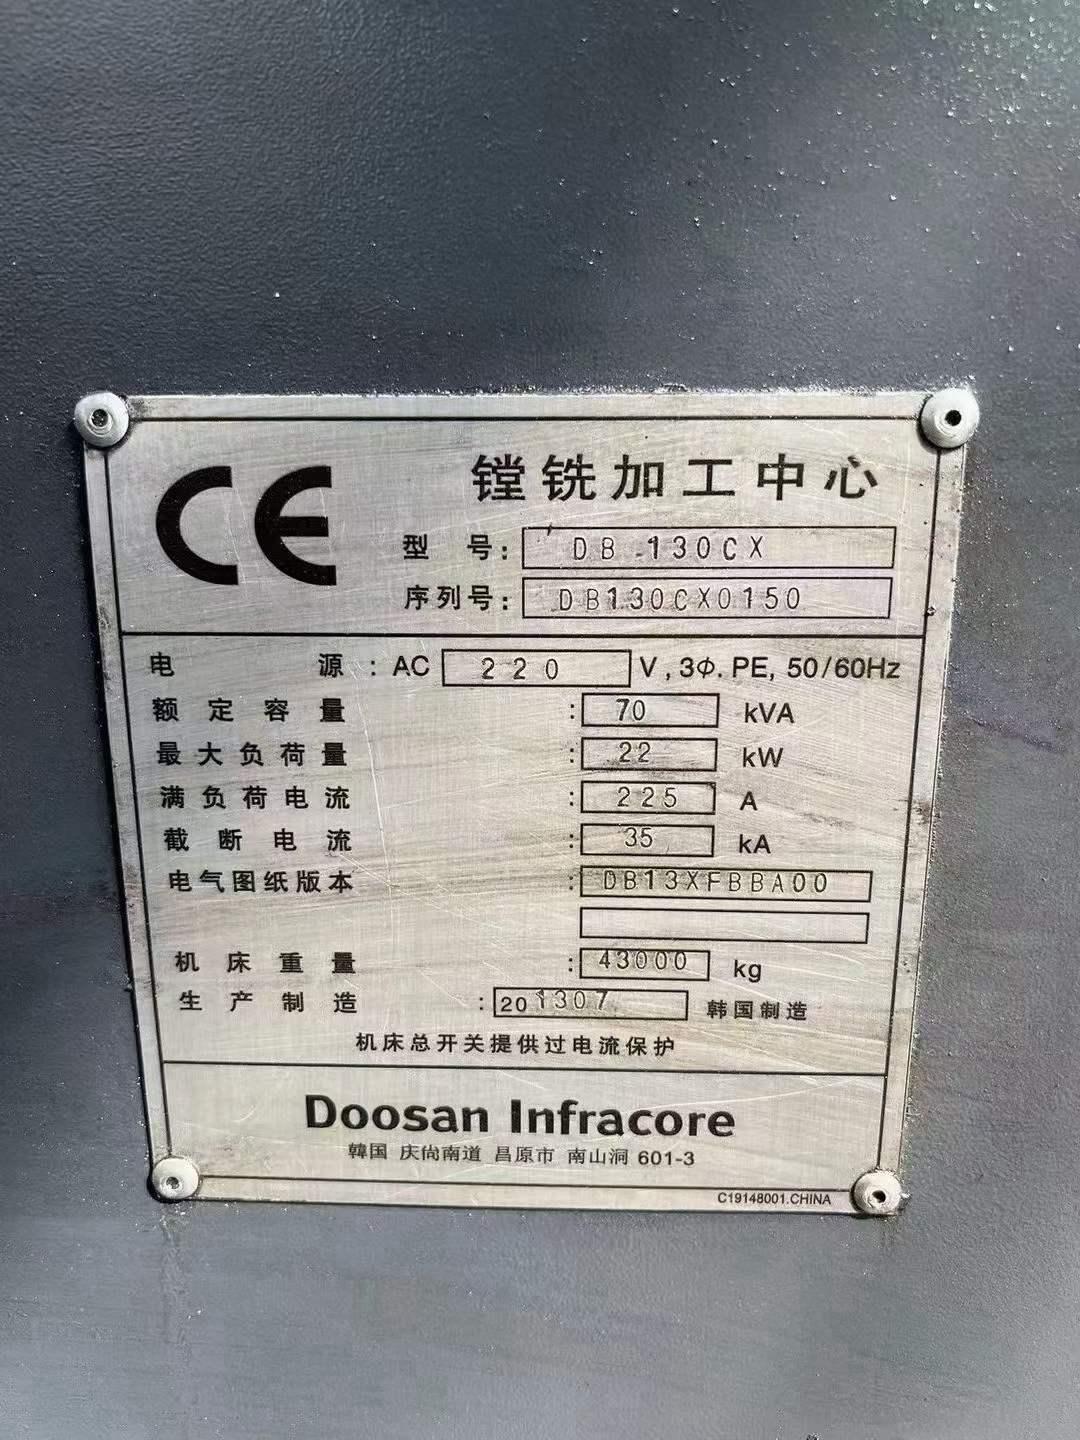 CE
镗铣加工中心
型 号: DB-130CX
序列号: DB130CX0150
电 源: AC 220 V, 3Φ. PE, 50/60Hz
额定容量: 70 kVA
最大负荷量: 22 kW
满负荷电流: 225 A
截断电流: 35 kA
电气图纸版本: DB13XFBBA00
机床重量: 43000 kg
生产制造: 201307 韩国制造
机床总开关提供过电流保护
Doosan Infracore
韓国 庆尙南道 昌原市 南山洞 601-3
C19148001.CHINA